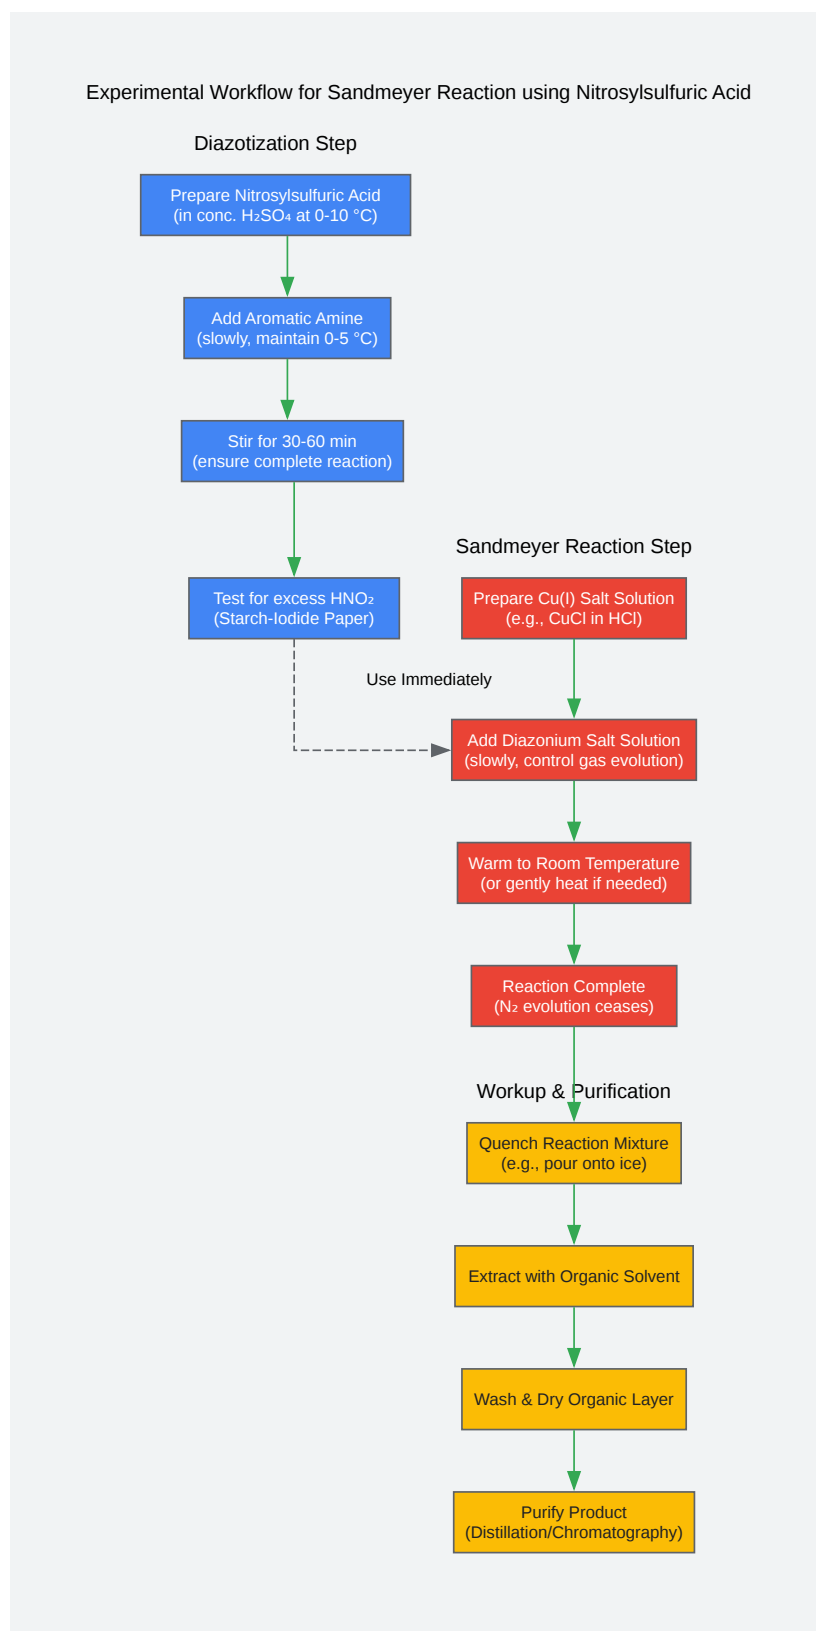 Experimental Workflow for Sandmeyer Reaction using Nitrosylsulfuric Acid
Diazotization Step
Prepare Nitrosylsulfuric Acid
(in conc. H₂SO₄ at 0-10 °C)
Add Aromatic Amine
(slowly, maintain 0-5 °C)
Stir for 30-60 min
(ensure complete reaction)
Test for excess HNO₂
(Starch-Iodide Paper)
Sandmeyer Reaction Step
Prepare Cu(I) Salt Solution
(e.g., CuCl in HCl)
Use Immediately
Add Diazonium Salt Solution
(slowly, control gas evolution)
Warm to Room Temperature
(or gently heat if needed)
Reaction Complete
(N₂ evolution ceases)
Workup & Purification
Quench Reaction Mixture
(e.g., pour onto ice)
Extract with Organic Solvent
Wash & Dry Organic Layer
Purify Product
(Distillation/Chromatography)